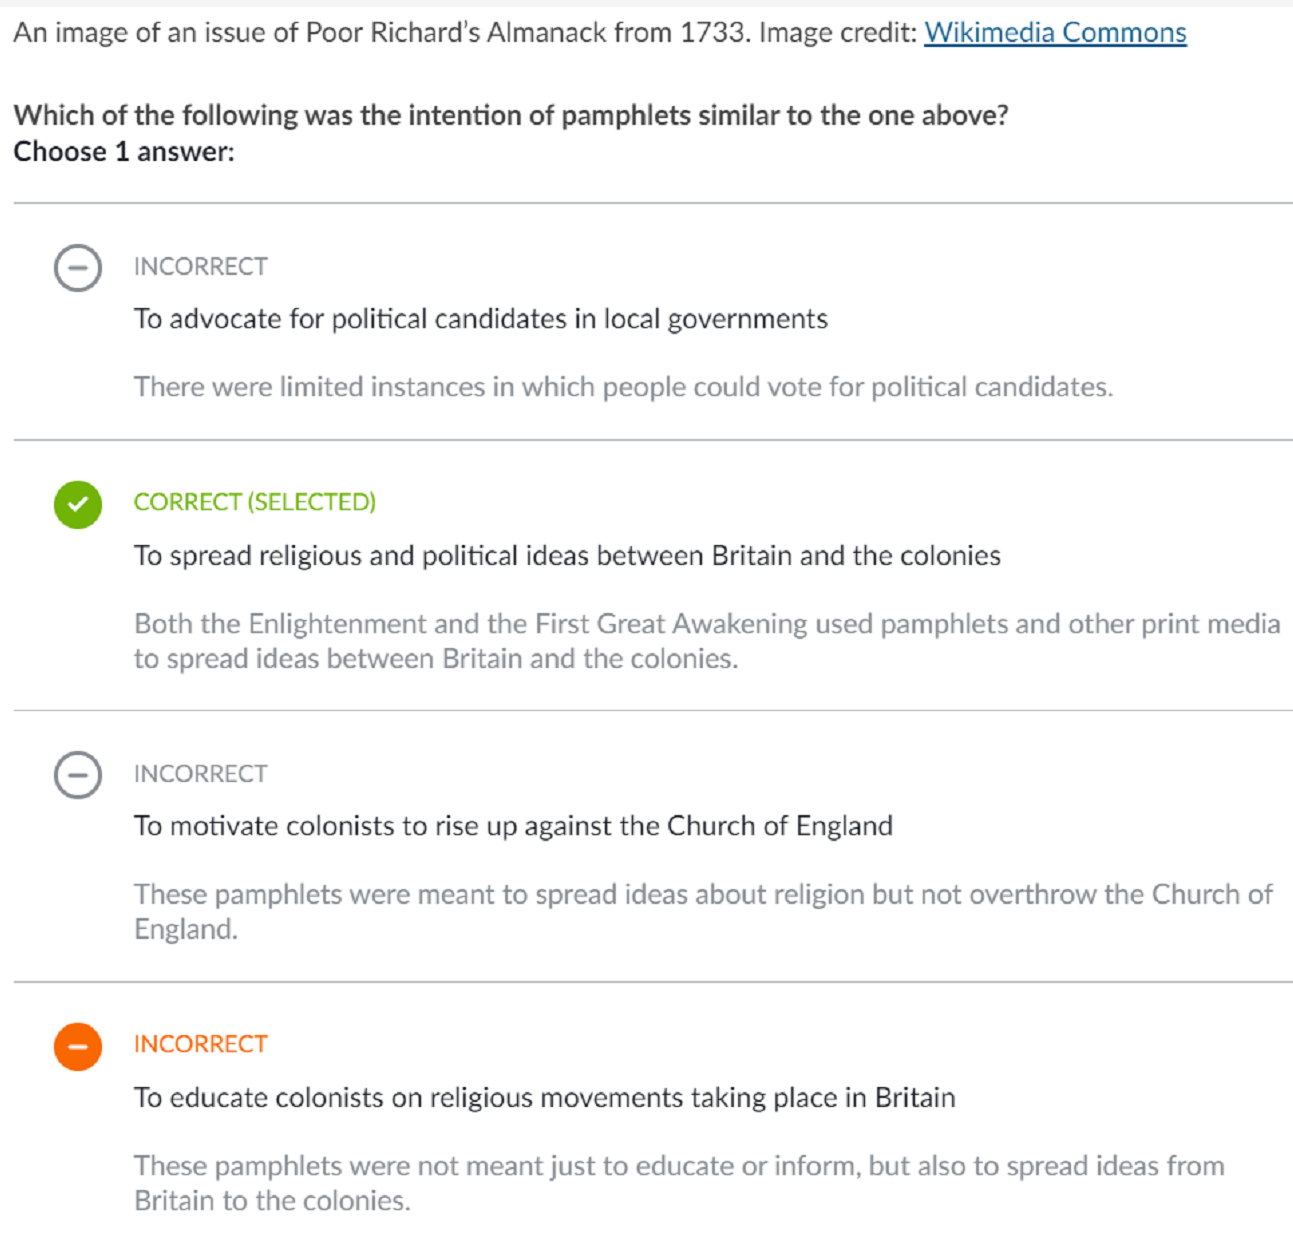 An image of an issue of Poor Richard’s Almanack from 1733. Image credit: Wikimedia Commons
Which of the following was the intention of pamphlets similar to the one above?
Choose 1 answer:
INCORRECT
To advocate for political candidates in local governments
There were limited instances in which people could vote for political candidates.
CORRECT (SELECTED)
To spread religious and political ideas between Britain and the colonies
Both the Enlightenment and the First Great Awakening used pamphlets and other print media
to spread ideas between Britain and the colonies.
INCORRECT
To motivate colonists to rise up against the Church of England
These pamphlets were meant to spread ideas about religion but not overthrow the Church of
England.
INCORRECT
To educate colonists on religious movements taking place in Britain
These pamphlets were not meant just to educate or inform, but also to spread ideas from
Britain to the colonies.